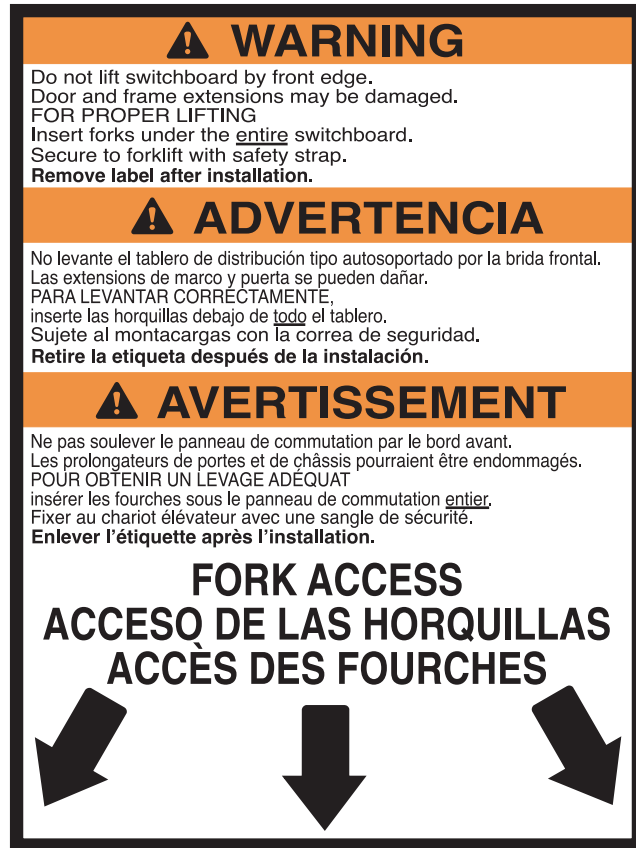 WARNING
Do not lift switchboard by front edge.
Door and frame extensions may be damaged.
FOR PROPER LIFTING
Insert forks under the entire switchboard.
Secure to forklift with safety strap.
Remove label after installation.
ADVERTENCIA
No levante el tablero de distribución tipo autosoportado por la brida frontal.
Las extensions de marco y puerta se pueden dañar.
PARA LEVANTAR CORRECTAMENTE,
inserte las horquillas debajo de todo el tablero.
Sujete al montacargas con la correa de seguridad.
Retire la etiqueta después de la instalación.
AVERTISSEMENT
Ne pas soulever le panneau de commutation par le bord avant.
Les prolongateurs de portes et de châssis pourraient être endommagés.
POUR OBTENIR UN LEVAGE ADÉQUAT
insérer les fourches sous le panneau de commutation entier.
Fixer au chariot élévateur avec une sangle de sécurité.
Enlever l'étiquette après l'installation.
FORK ACCESS
ACCESO DE LAS HORQUILLAS
ACCÈS DES FOURCHES